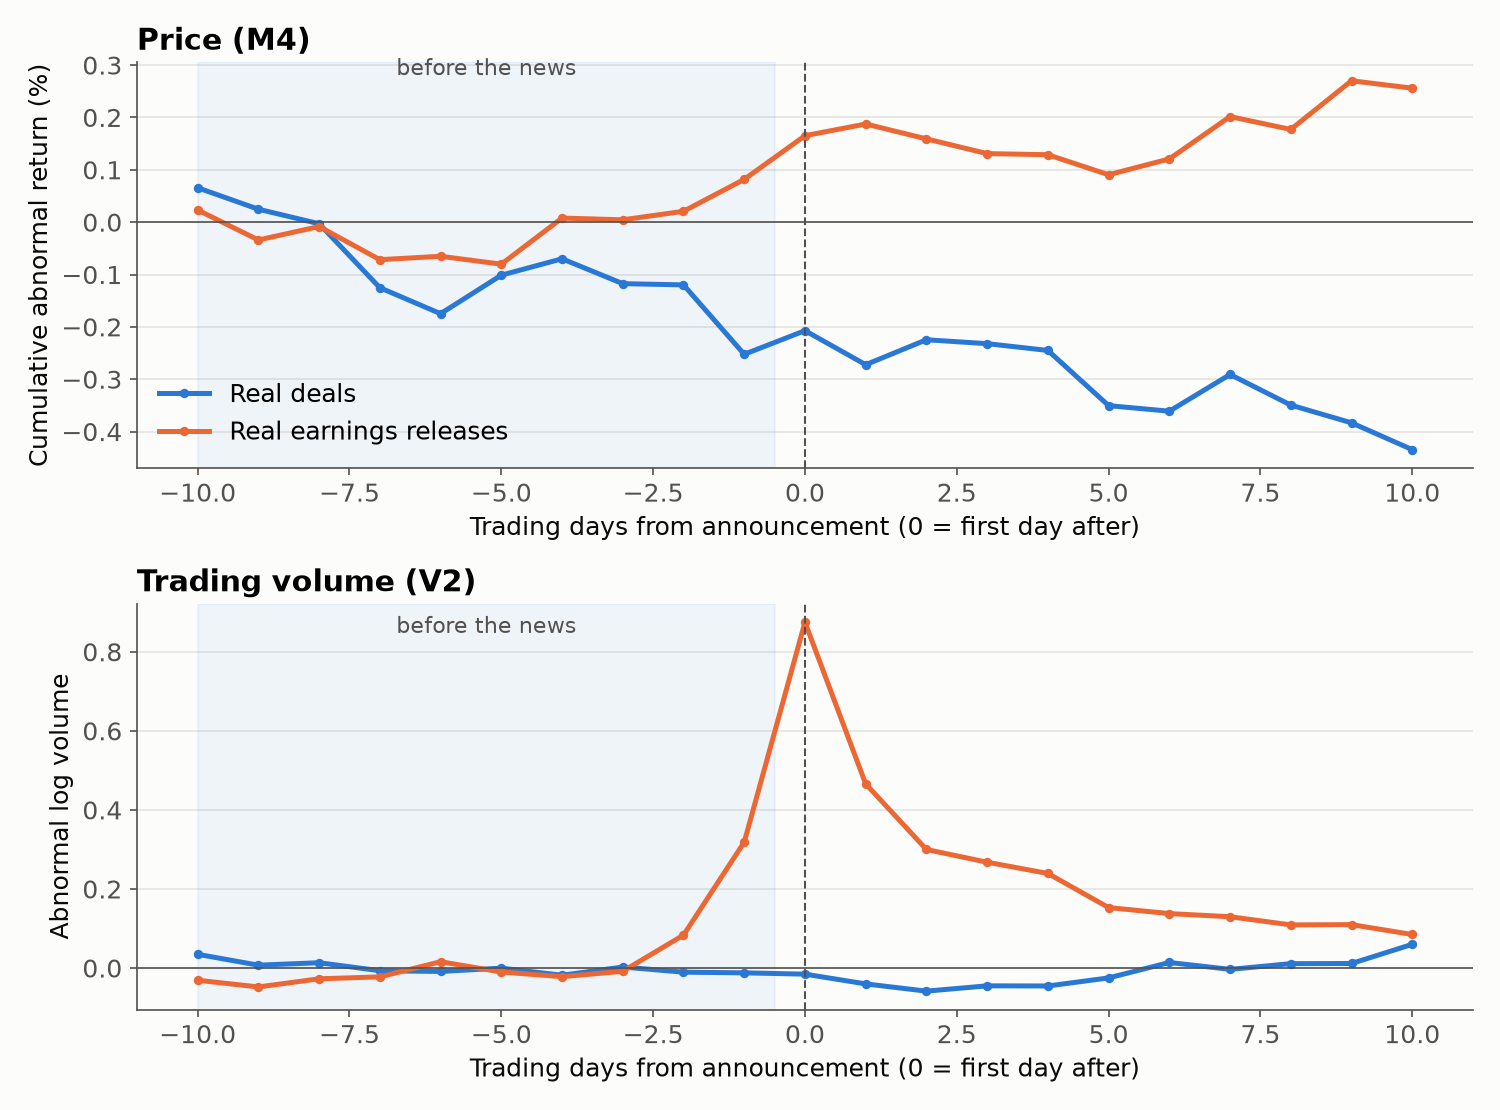 Price (M4)
before the news
Cumulative abnormal return (%)
0.3
0.2
0.1
0.0
−0.1
−0.2
−0.3
−0.4
Real deals
Real earnings releases
−10.0 −7.5 −5.0 −2.5 0.0 2.5 5.0 7.5 10.0
Trading days from announcement (0 = first day after)
Trading volume (V2)
before the news
Abnormal log volume
0.8
0.6
0.4
0.2
0.0
−10.0 −7.5 −5.0 −2.5 0.0 2.5 5.0 7.5 10.0
Trading days from announcement (0 = first day after)